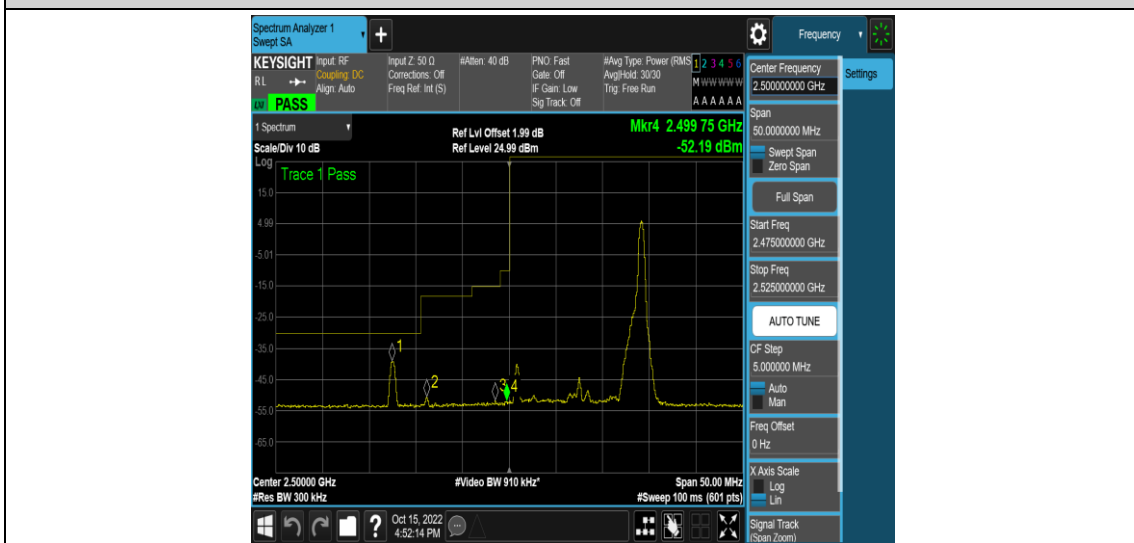 Spectrum Analyzer 1
Swept SA
Frequency
KEYSIGHT
RL
Input: RF
Coupling: DC
Align: Auto
Input Z: 50 Ω
Corrections: Off
Freq Ref: Int (S)
#Atten: 40 dB
PNO: Fast
Gate: Off
IF Gain: Low
Sig Track: Off
#Avg Type: Power (RMS
Avg|Hold: 30/30
Trig: Free Run
1 2 3 4 5 6
M W W W W W
A A A A A A
PASS
1 Spectrum
Scale/Div 10 dB
Ref Lvl Offset 1.99 dB
Ref Level 24.99 dBm
Mkr4 2.499 75 GHz
-52.19 dBm
Log
Trace 1 Pass
15.0
4.99
-5.01
-15.0
-25.0
-35.0
-45.0
-55.0
-65.0
1
2
3
4
Center 2.50000 GHz
#Res BW 300 kHz
#Video BW 910 kHz*
Span 50.00 MHz
#Sweep 100 ms (601 pts)
Center Frequency
2.500000000 GHz
Settings
Span
50.0000000 MHz
Swept Span
Zero Span
Full Span
Start Freq
2.475000000 GHz
Stop Freq
2.525000000 GHz
AUTO TUNE
CF Step
5.000000 MHz
Auto
Man
Freq Offset
0 Hz
X Axis Scale
Log
Lin
Signal Track
(Span Zoom)
?
Oct 15, 2022
4:52:14 PM